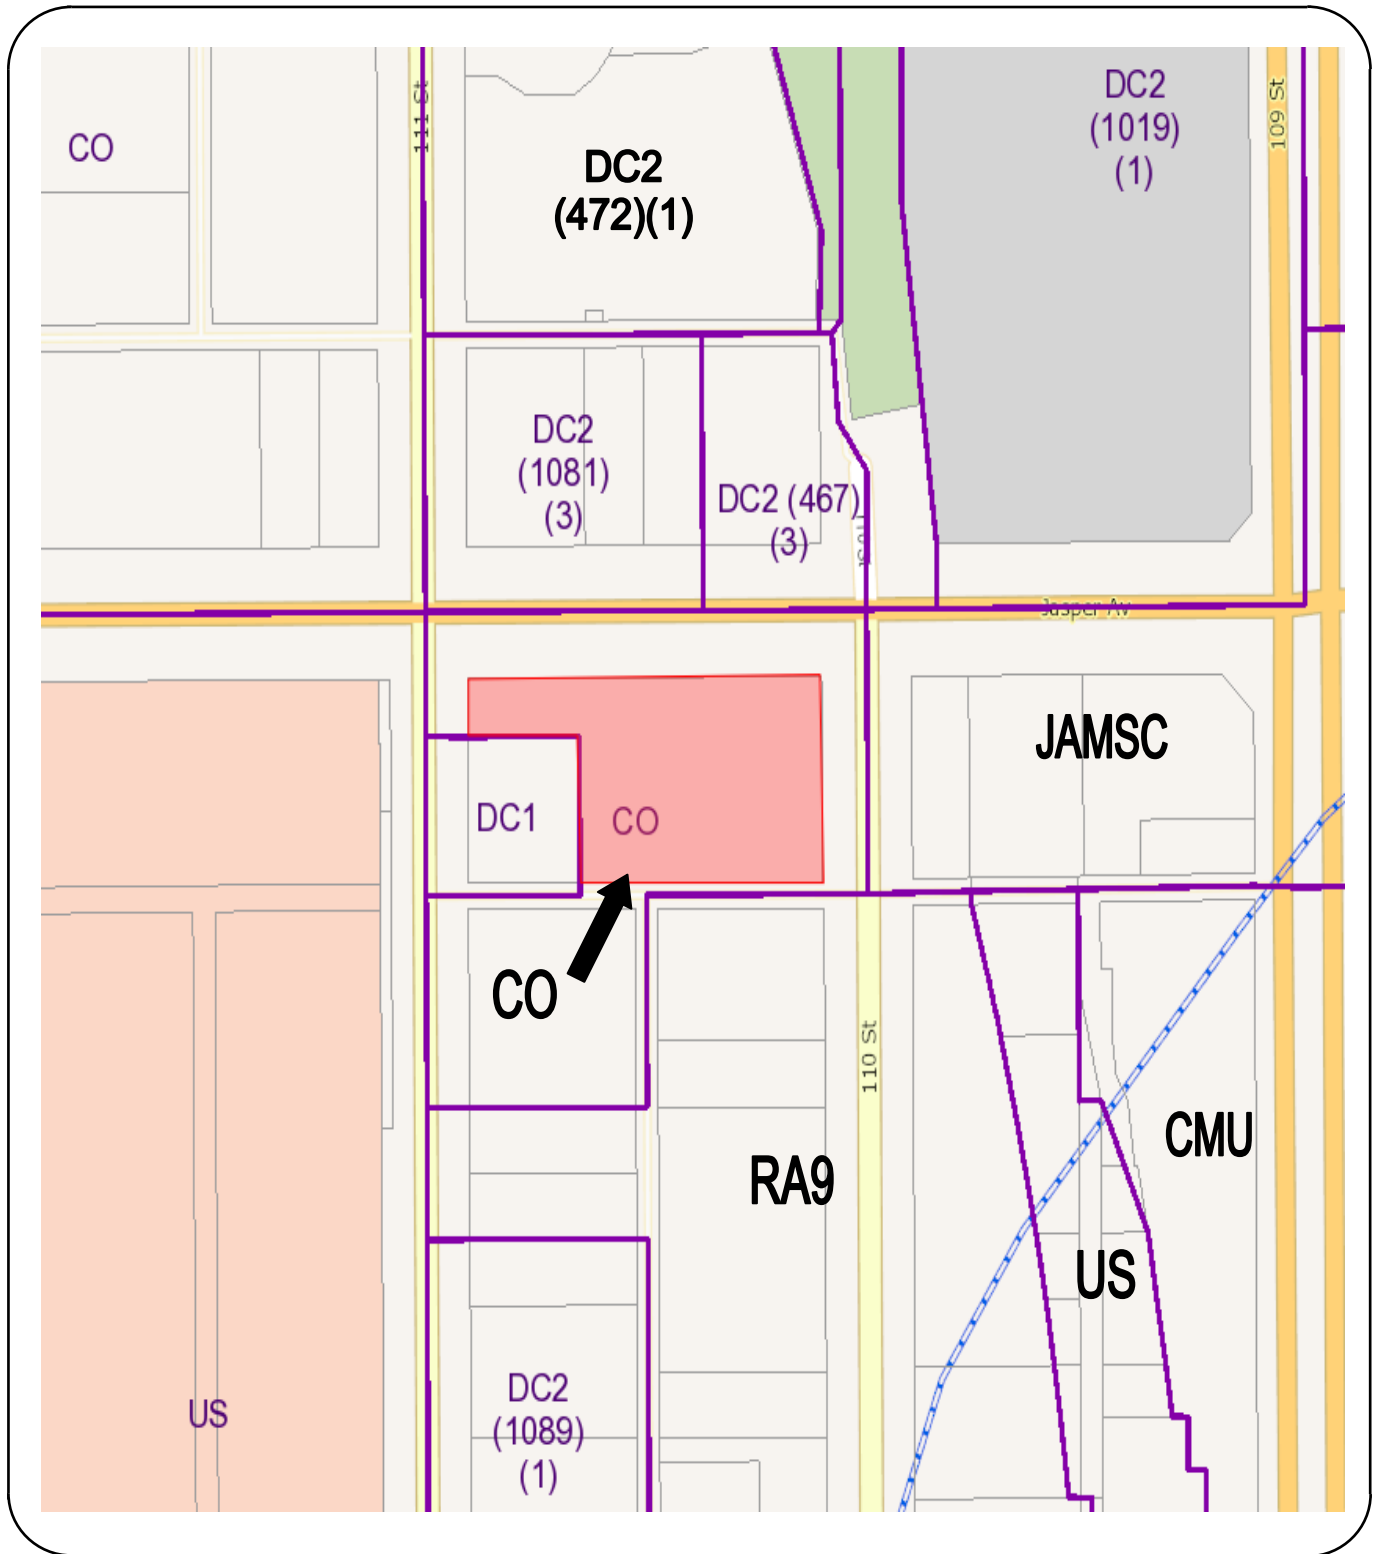 DC2
(1019)
(1)
109 St
111 St
CO
DC2
(472)(1)
DC2
(1081)
(3)
DC2 (467)
(3)
Jasper Av
JAMSC
DC1
CO
CO
110 St
CMU
RA9
US
DC2
(1089)
(1)
US